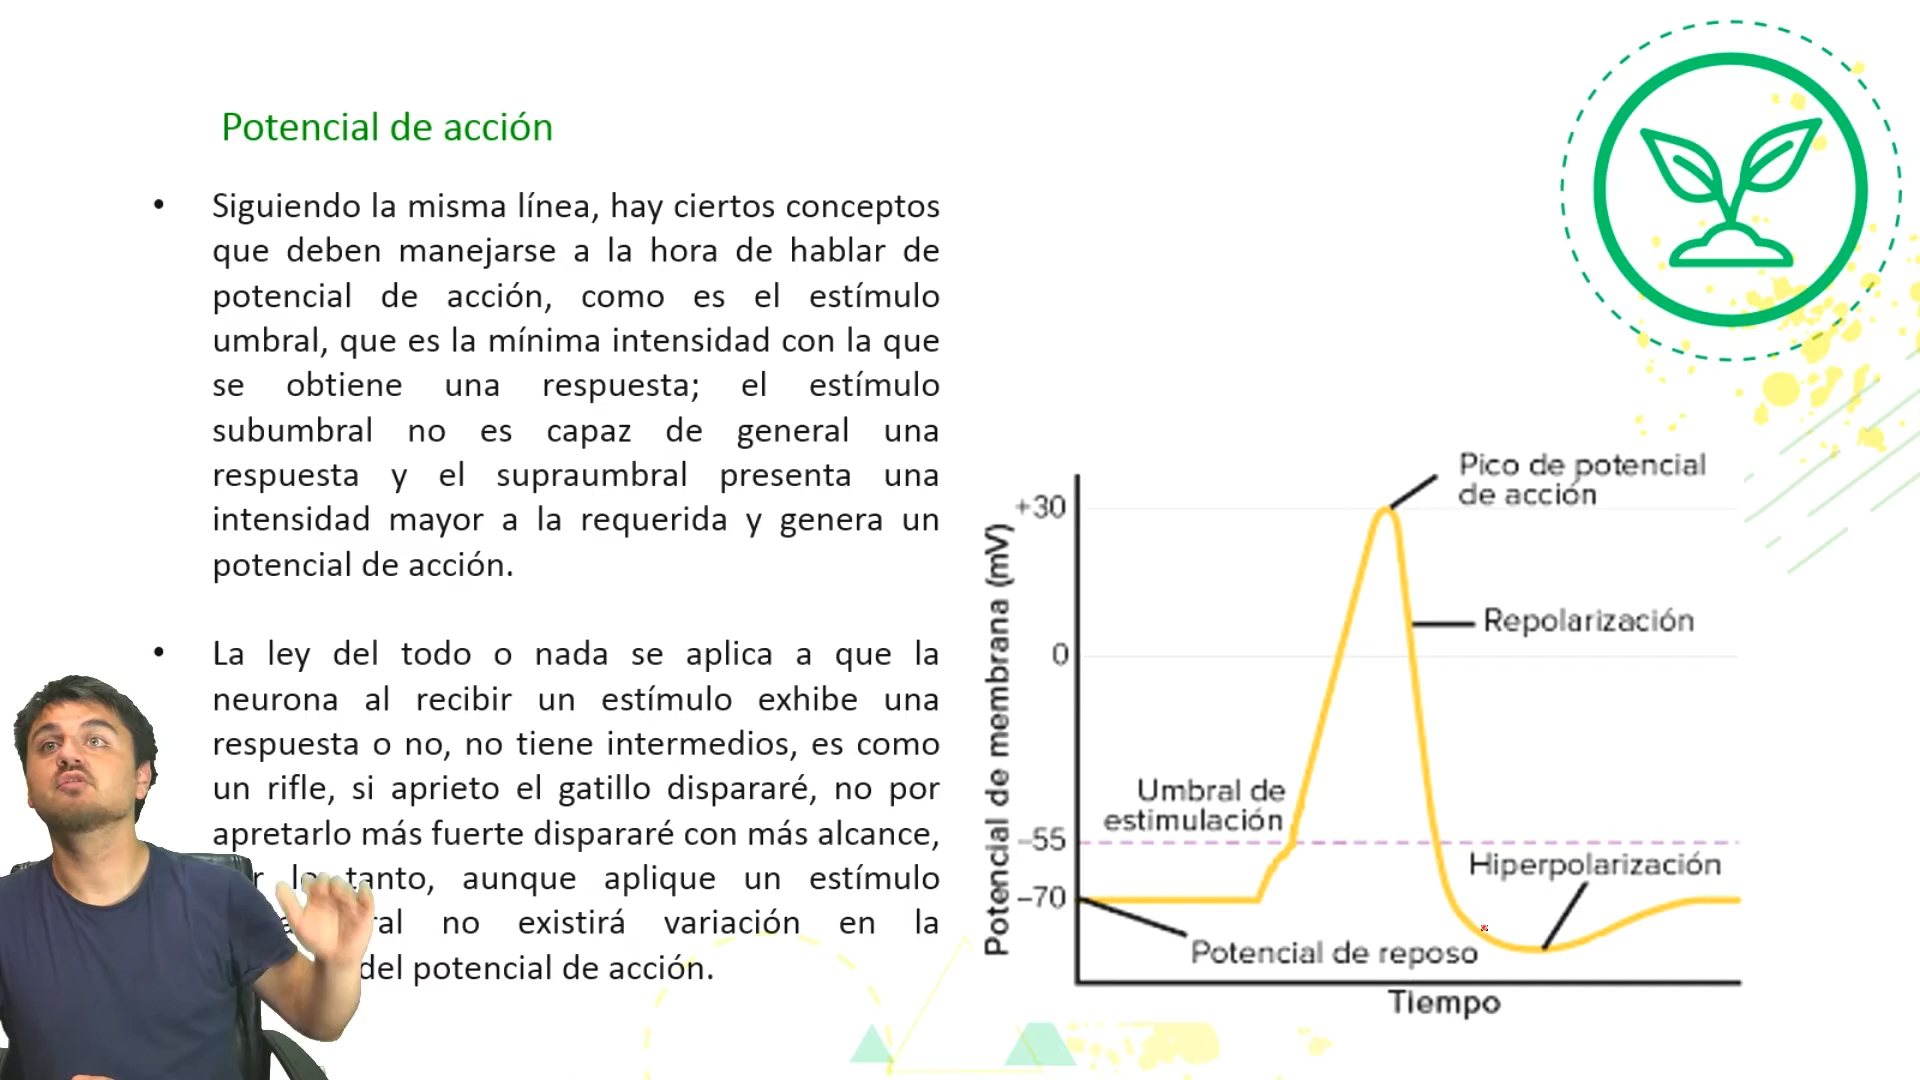 Potencial de acción
• Siguiendo la misma línea, hay ciertos conceptos
que deben manejarse a la hora de hablar de
potencial de acción, como es el estímulo
umbral, que es la mínima intensidad con la que
se obtiene una respuesta; el estímulo
subumbral no es capaz de general una
respuesta y el supraumbral presenta una
intensidad mayor a la requerida y genera un
potencial de acción.
• La ley del todo o nada se aplica a que la
neurona al recibir un estímulo exhibe una
respuesta o no, no tiene intermedios, es como
un rifle, si aprieto el gatillo dispararé, no por
apretarlo más fuerte dispararé con más alcance,
tanto, aunque aplique un estímulo
no existirá variación en la
del potencial de acción.
Pico de potencial
de acción
+30
Repolarización
0
Umbral de
estimulación
-55
Hiperpolarización
-70
Potencial de reposo
Potencial de membrana (mV)
Tiempo